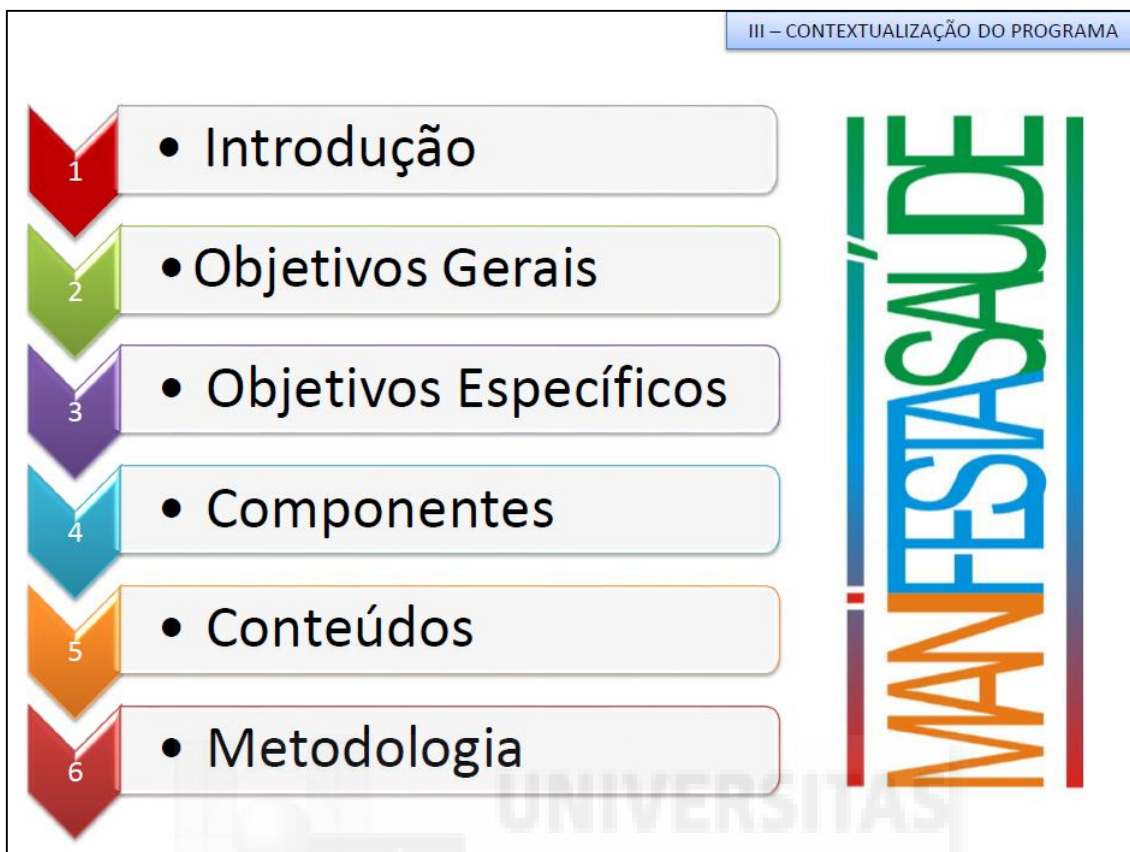 III – CONTEXTUALIZAÇÃO DO PROGRAMA
1
• Introdução
2
• Objetivos Gerais
3
• Objetivos Específicos
4
• Componentes
5
• Conteúdos
6
• Metodologia
MANiFESTASAÚDE
UNIVERSITAS